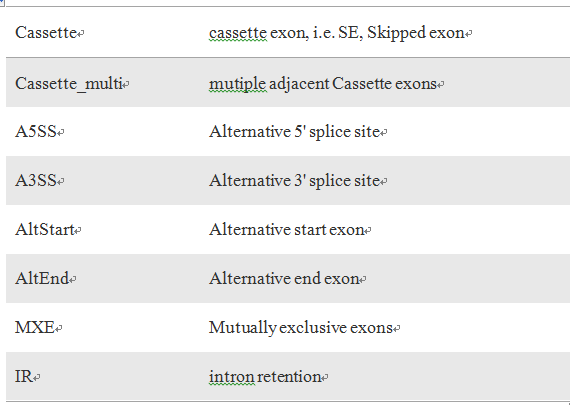 Cassette cassette exon, i.e. SE, Skipped exon
Cassette_multi mutiple adjacent Cassette exons
A5SS Alternative 5' splice site
A3SS Alternative 3' splice site
AltStart Alternative start exon
AltEnd Alternative end exon
MXE Mutually exclusive exons
IR intron retention